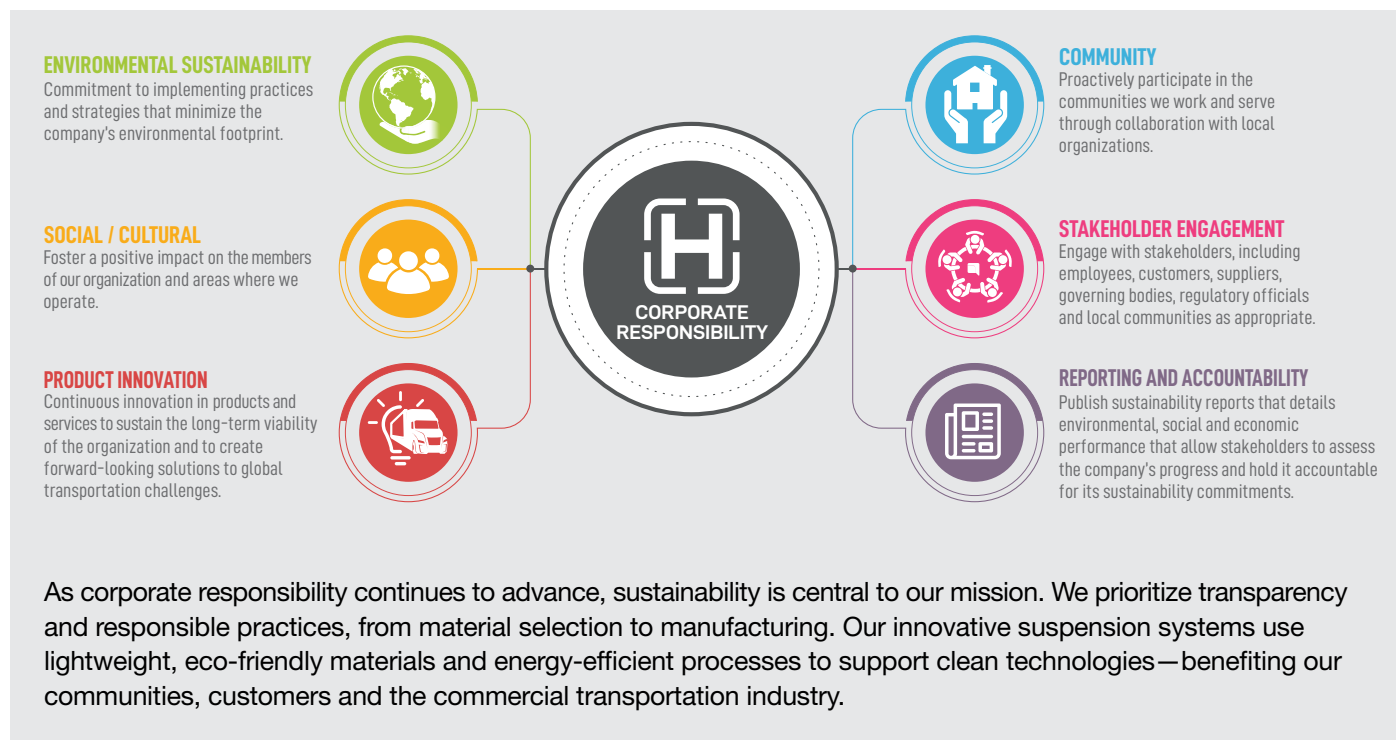 ENVIRONMENTAL SUSTAINABILITY
Commitment to implementing practices
and strategies that minimize the
company's environmental footprint.
SOCIAL / CULTURAL
Foster a positive impact on the members
of our organization and areas where we
operate.
PRODUCT INNOVATION
Continuous innovation in products and
services to sustain the long-term viability
of the organization and to create
forward-looking solutions to global
transportation challenges.
H
CORPORATE
RESPONSIBILITY
COMMUNITY
Proactively participate in the
communities we work and serve
through collaboration with local
organizations.
STAKEHOLDER ENGAGEMENT
Engage with stakeholders, including
employees, customers, suppliers,
governing bodies, regulatory officials
and local communities as appropriate.
REPORTING AND ACCOUNTABILITY
Publish sustainability reports that details
environmental, social and economic
performance that allow stakeholders to assess
the company's progress and hold it accountable
for its sustainability commitments.
As corporate responsibility continues to advance, sustainability is central to our mission. We prioritize transparency
and responsible practices, from material selection to manufacturing. Our innovative suspension systems use
lightweight, eco-friendly materials and energy-efficient processes to support clean technologies—benefiting our
communities, customers and the commercial transportation industry.